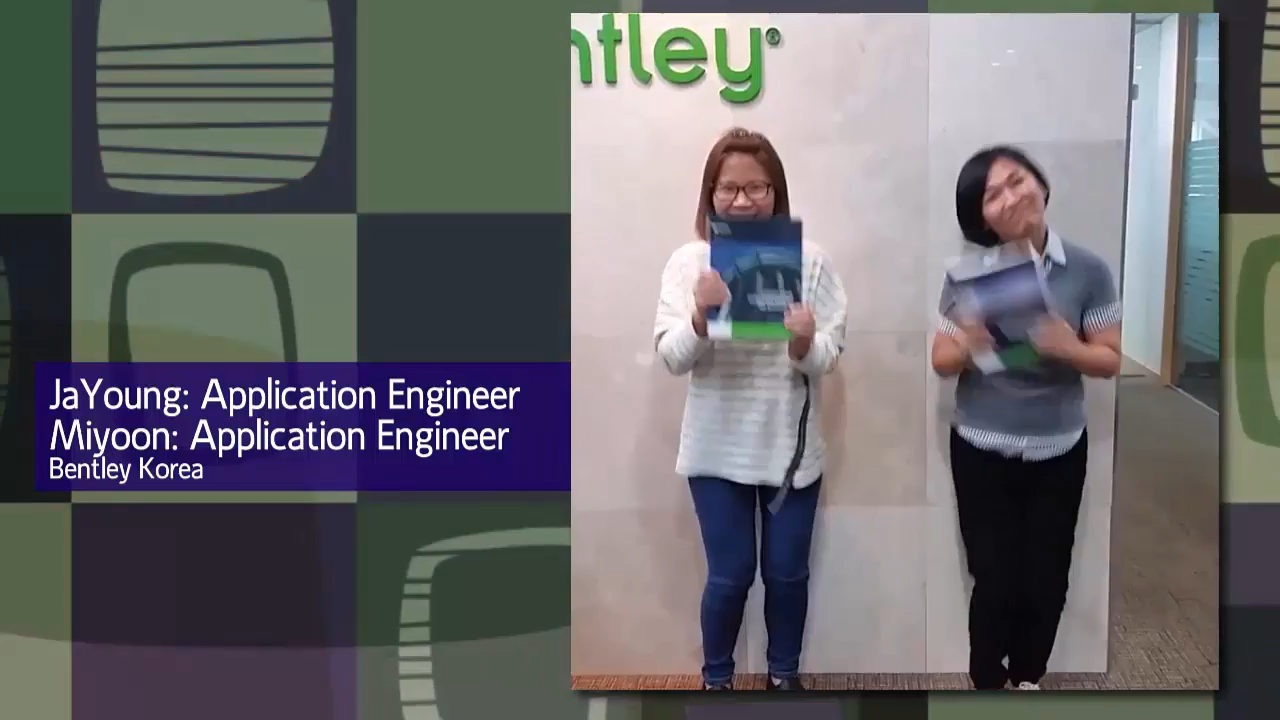 ntley®
JaYoung: Application Engineer
Miyoon: Application Engineer
Bentley Korea